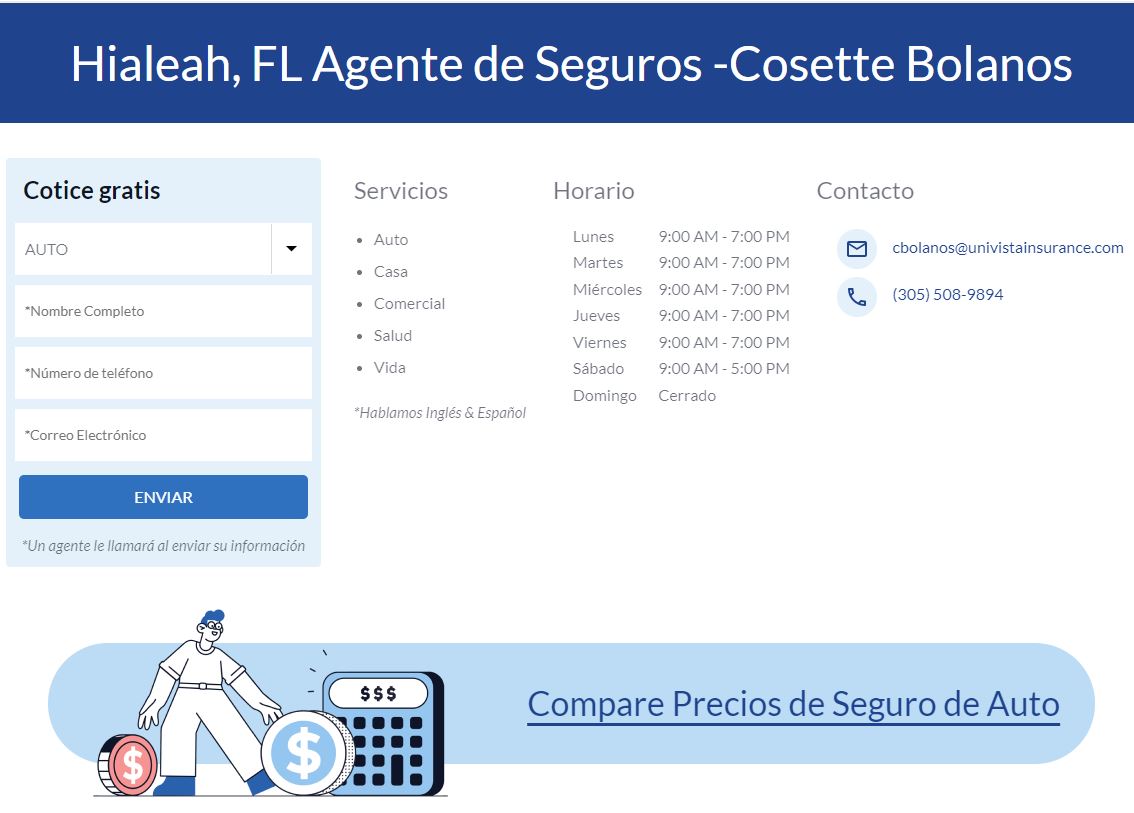 Hialeah, FL Agente de Seguros -Cosette Bolanos
Cotice gratis
AUTO
*Nombre Completo
*Número de teléfono
*Correo Electrónico
ENVIAR
*Un agente le llamará al enviar su información
Servicios
Auto
Casa
Comercial
Salud
Vida
*Hablamos Inglés & Español
Horario
Lunes 9:00 AM - 7:00 PM
Martes 9:00 AM - 7:00 PM
Miércoles 9:00 AM - 7:00 PM
Jueves 9:00 AM - 7:00 PM
Viernes 9:00 AM - 7:00 PM
Sábado 9:00 AM - 5:00 PM
Domingo Cerrado
Contacto
cbolanos@univistainsurance.com
(305) 508-9894
$$$
$
$
Compare Precios de Seguro de Auto